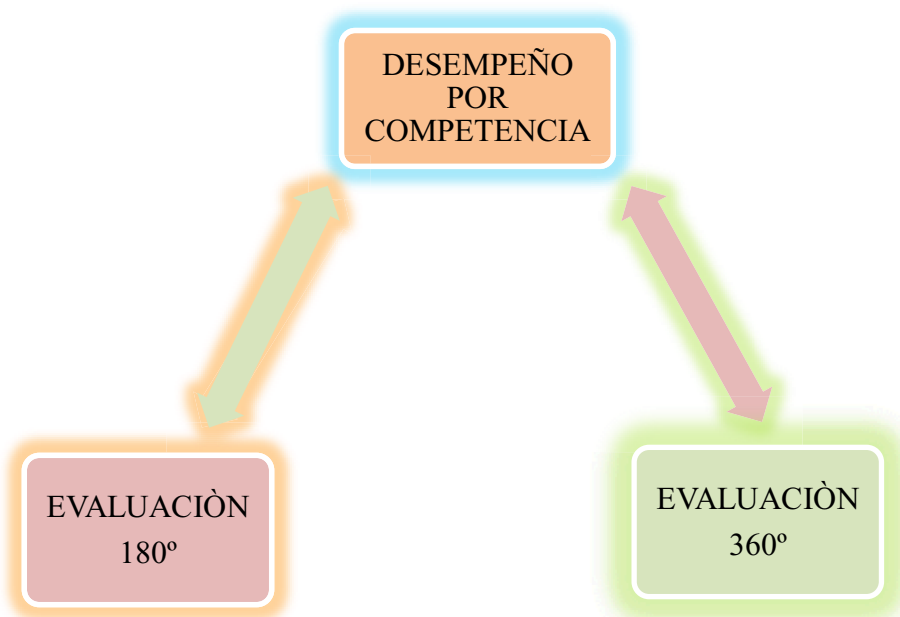 DESEMPEÑO
POR
COMPETENCIA
EVALUACIÒN
180º
EVALUACIÒN
360º